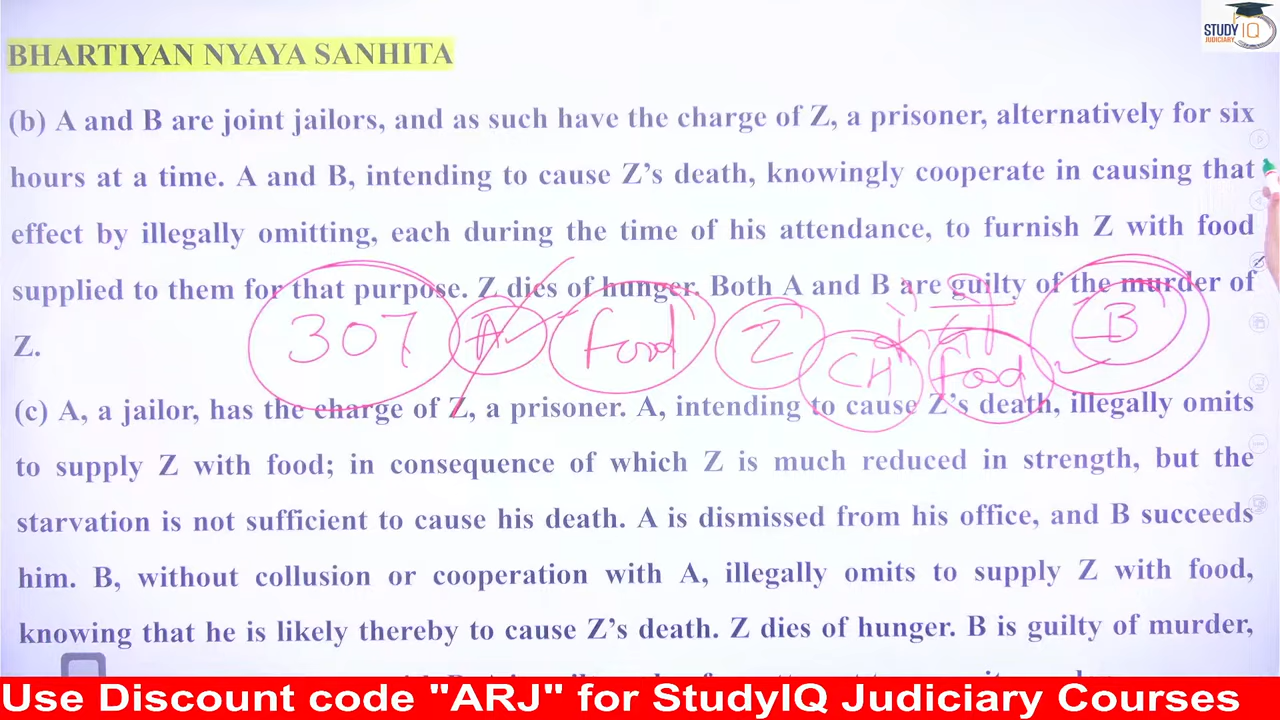 STUDY IQ
JUDICIARY
BHARTIYAN NYAYA SANHITA
(b) A and B are joint jailors, and as such have the charge of Z, a prisoner, alternatively for six
hours at a time. A and B, intending to cause Z's death, knowingly cooperate in causing that
effect by illegally omitting, each during the time of his attendance, to furnish Z with food
supplied to them for that purpose. Z dies of hunger. Both A and B are guilty of the murder of
Z.
307 A Food Z CH Food B
(c) A, a jailor, has the charge of Z, a prisoner. A, intending to cause Z's death, illegally omits
to supply Z with food; in consequence of which Z is much reduced in strength, but the
starvation is not sufficient to cause his death. A is dismissed from his office, and B succeeds
him. B, without collusion or cooperation with A, illegally omits to supply Z with food,
knowing that he is likely thereby to cause Z's death. Z dies of hunger. B is guilty of murder,
Use Discount code "ARJ" for StudyIQ Judiciary Courses